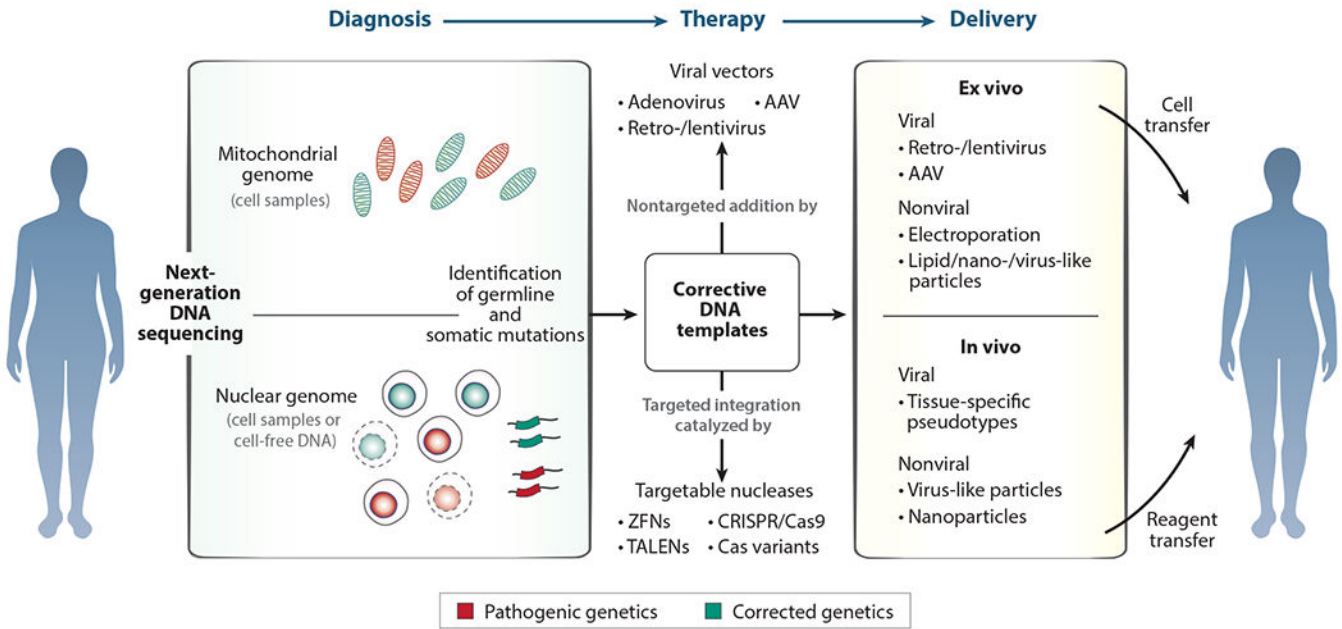 Diagnosis
Therapy
Delivery
Mitochondrial
genome
(cell samples)
Next-
generation
DNA
sequencing
Identification
of germline
and
somatic mutations
Nuclear genome
(cell samples or
cell-free DNA)
Viral vectors
• Adenovirus • AAV
• Retro-/lentivirus
Nontargeted addition by
Corrective
DNA
templates
Targeted integration
catalyzed by
Targetable nucleases
• ZFNs • CRISPR/Cas9
• TALENs • Cas variants
Ex vivo
Viral
• Retro-/lentivirus
• AAV
Nonviral
• Electroporation
• Lipid/nano-/virus-like
particles
In vivo
Viral
• Tissue-specific
pseudotypes
Nonviral
• Virus-like particles
• Nanoparticles
Cell
transfer
Reagent
transfer
Pathogenic genetics
Corrected genetics